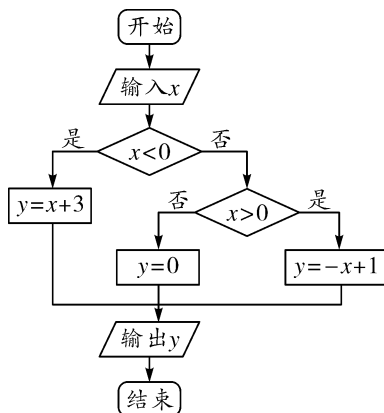 开始
输入x
x<0
是
否
y=x+3
x>0
否
是
y=0
y=-x+1
输出y
结束